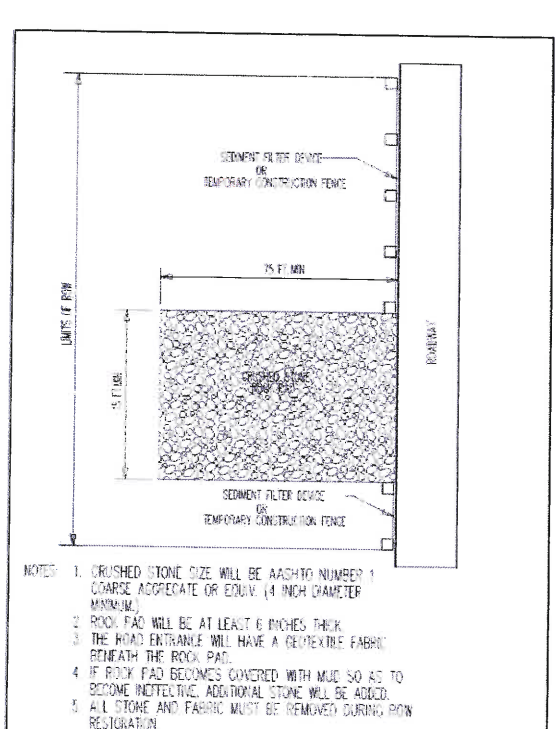 SEDIMENT FILTER DEVICE
OR
TEMPORARY CONSTRUCTION FENCE
75 FT MIN
LIMITS OF ROW
15 FT MIN
CRUSHED STONE
ROCK PAD
ROADWAY
SEDIMENT FILTER DEVICE
OR
TEMPORARY CONSTRUCTION FENCE
NOTES: 1. CRUSHED STONE SIZE WILL BE AASHTO NUMBER 1
COARSE AGGREGATE OR EQUIV. (4 INCH DIAMETER
MINIMUM.)
2. ROCK PAD WILL BE AT LEAST 6 INCHES THICK.
3. THE ROAD ENTRANCE WILL HAVE A GEOTEXTILE FABRIC
BENEATH THE ROCK PAD.
4. IF ROCK PAD BECOMES COVERED WITH MUD SO AS TO
BECOME INEFFECTIVE, ADDITIONAL STONE WILL BE ADDED.
5. ALL STONE AND FABRIC MUST BE REMOVED DURING ROW
RESTORATION.